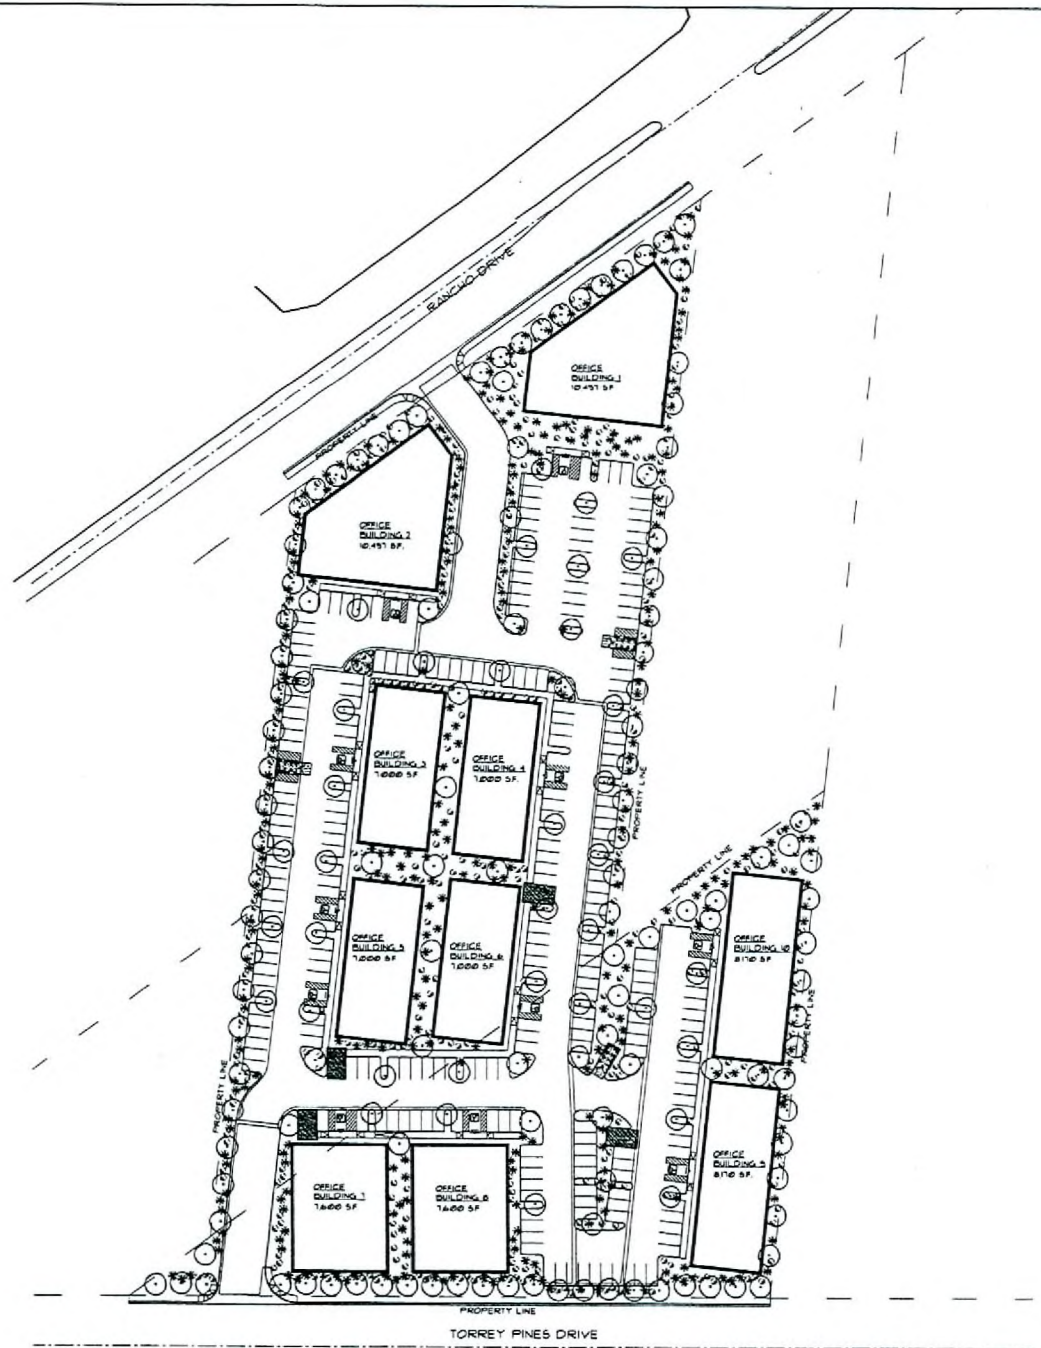 RANCHO DRIVE
OFFICE
BUILDING 1
10,457 SF
PROPERTY LINE
OFFICE
BUILDING 2
10,457 SF.
OFFICE
BUILDING 3
7,000 SF
OFFICE
BUILDING 4
7,000 SF.
PROPERTY LINE
PROPERTY LINE
OFFICE
BUILDING 5
7,000 SF
OFFICE
BUILDING 6
7,000 SF
OFFICE
BUILDING 10
8,170 SF
PROPERTY LINE
PROPERTY LINE
OFFICE
BUILDING 9
8,170 SF.
OFFICE
BUILDING 7
7,600 SF
OFFICE
BUILDING 8
7,600 SF
PROPERTY LINE
TORREY PINES DRIVE